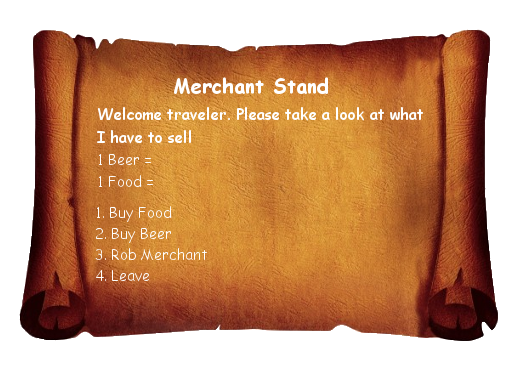 Merchant Stand
Welcome traveler. Please take a look at what
I have to sell
1 Beer =
1 Food =
1. Buy Food
2. Buy Beer
3. Rob Merchant
4. Leave